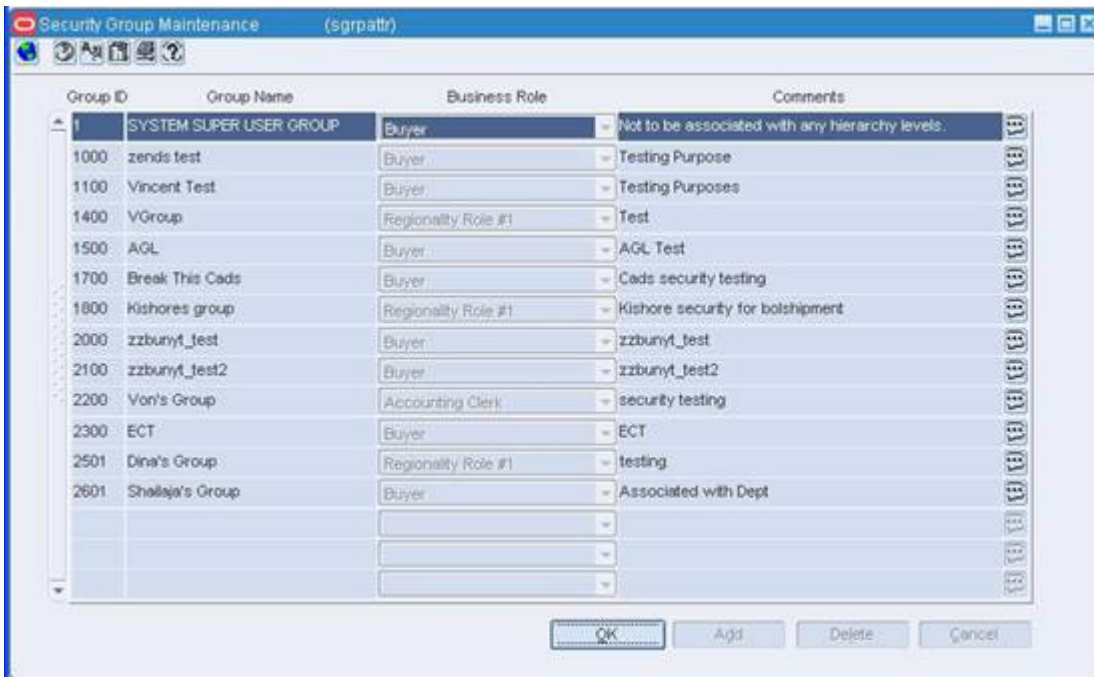 Security Group Maintenance (sgrpattr)
Group ID Group Name Business Role Comments
1 SYSTEM SUPER USER GROUP Buyer Not to be associated with any hierarchy levels.
1000 zends test Buyer Testing Purpose
1100 Vincent Test Buyer Testing Purposes
1400 VGroup Regionality Role #1 Test
1500 AGL Buyer AGL Test
1700 Break This Cads Buyer Cads security testing
1800 Kishores group Regionality Role #1 Kishore security for bolshipment
2000 zzbunyt_test Buyer zzbunyt_test
2100 zzbunyt_test2 Buyer zzbunyt_test2
2200 Von's Group Accounting Clerk security testing
2300 ECT Buyer ECT
2501 Dina's Group Regionality Role #1 testing
2601 Shailaja's Group Buyer Associated with Dept
OK Add Delete Cancel